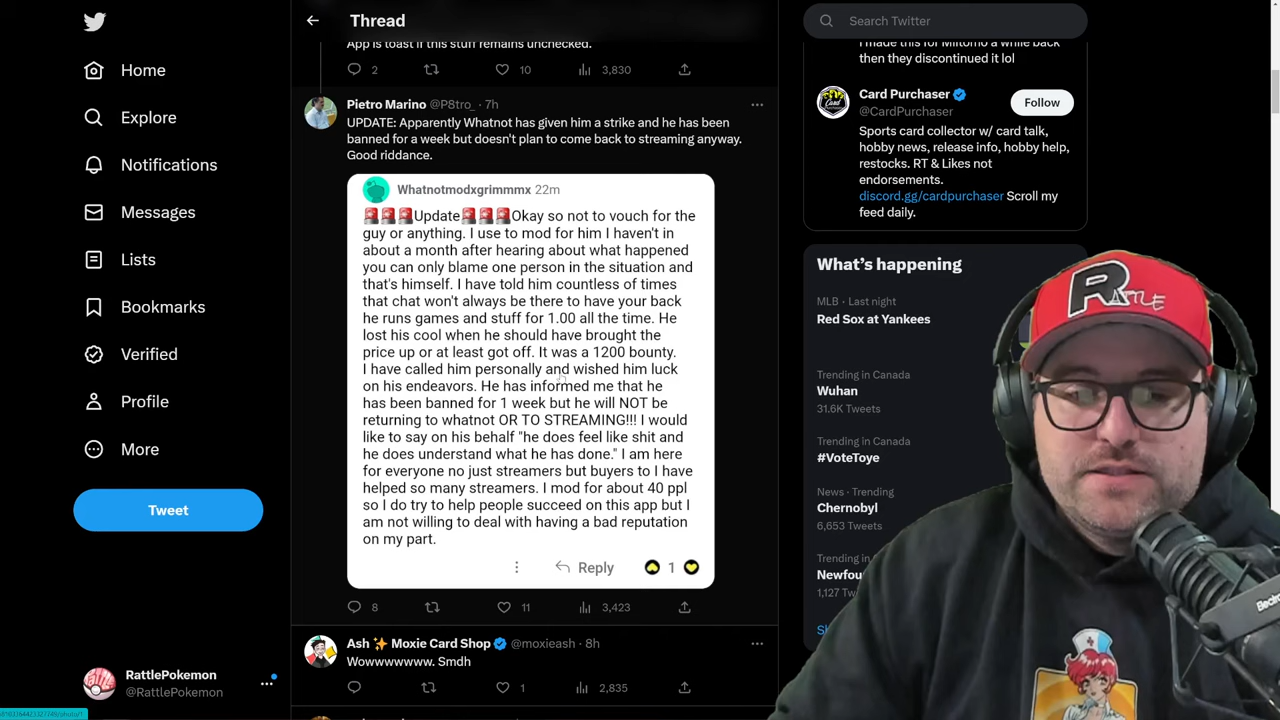 Thread
Search Twitter
Home
Explore
Notifications
Messages
Lists
Bookmarks
Verified
Profile
More
Tweet
RattlePokemon
@RattlePokemon
App is toast if this stuff remains unchecked.
2 10 3,830
Pietro Marino @P8tro_ · 7h
UPDATE: Apparently Whatnot has given him a strike and he has been
banned for a week but doesn't plan to come back to streaming anyway.
Good riddance.
Whatnotmodxgrimmmx 22m
🚨🚨🚨Update🚨🚨🚨Okay so not to vouch for the
guy or anything. I use to mod for him I haven't in
about a month after hearing about what happened
you can only blame one person in the situation and
that's himself. I have told him countless of times
that chat won't always be there to have your back
he runs games and stuff for 1.00 all the time. He
lost his cool when he should have brought the
price up or at least got off. It was a 1200 bounty.
I have called him personally and wished him luck
on his endeavors. He has informed me that he
has been banned for 1 week but he will NOT be
returning to whatnot OR TO STREAMING!!! I would
like to say on his behalf "he does feel like shit and
he does understand what he has done." I am here
for everyone no just streamers but buyers to I have
helped so many streamers. I mod for about 40 ppl
so I do try to help people succeed on this app but I
am not willing to deal with having a bad reputation
on my part.
Reply 1
8 11 3,423
Ash ✨ Moxie Card Shop @moxieash · 8h
Wowwwwwww. Smdh
1 2,835
I made this for Miltomo a while back
then they discontinued it lol
Card Purchaser
@CardPurchaser
Follow
Sports card collector w/ card talk,
hobby news, release info, hobby help,
restocks. RT & Likes not
endorsements.
discord.gg/cardpurchaser Scroll my
feed daily.
What's happening
MLB · Last night
Red Sox at Yankees
Trending in Canada
Wuhan
31.6K Tweets
Trending in Canada
#VoteToye
News · Trending
Chernobyl
6,653 Tweets
Trending in
Newfou
1,127 Twe
R
RATTLE